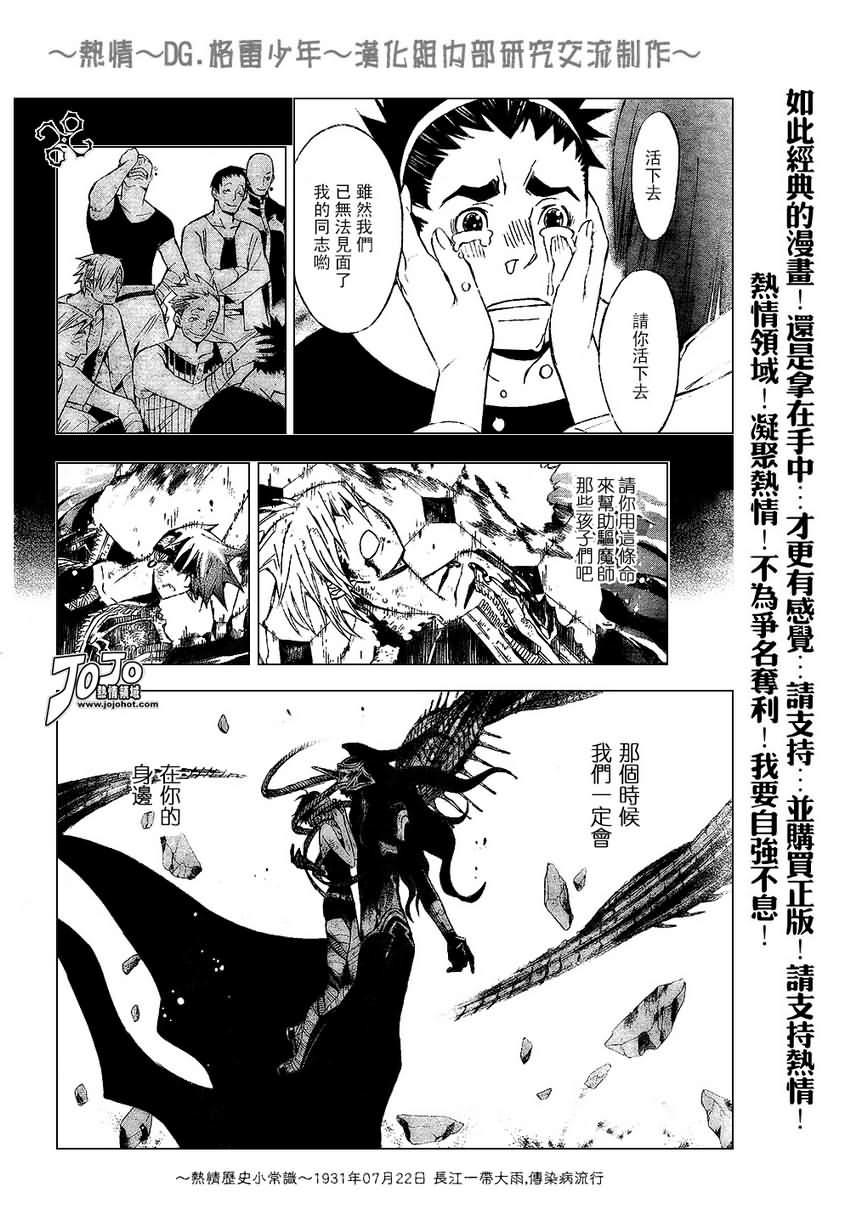 ～熱情～DG.格雷少年～漢化組內部研究交流制作～
如此經典的漫畫！還是拿在手中…才更有感覺…請支持…並購買正版！請支持熱情！
熱情領域！凝聚熱情！不為爭名奪利！我要自強不息！
活下去
請你活下去
雖然我們
已無法見面了
我的同志喲
請你用這條命
來幫助驅魔師
那些孩子們吧
JOJO
熱情領域
www.jojohot.com
那個時候
我們一定會
在你的
身邊
～熱情歷史小常識～1931年07月22日 長江一帶大雨,傳染病流行